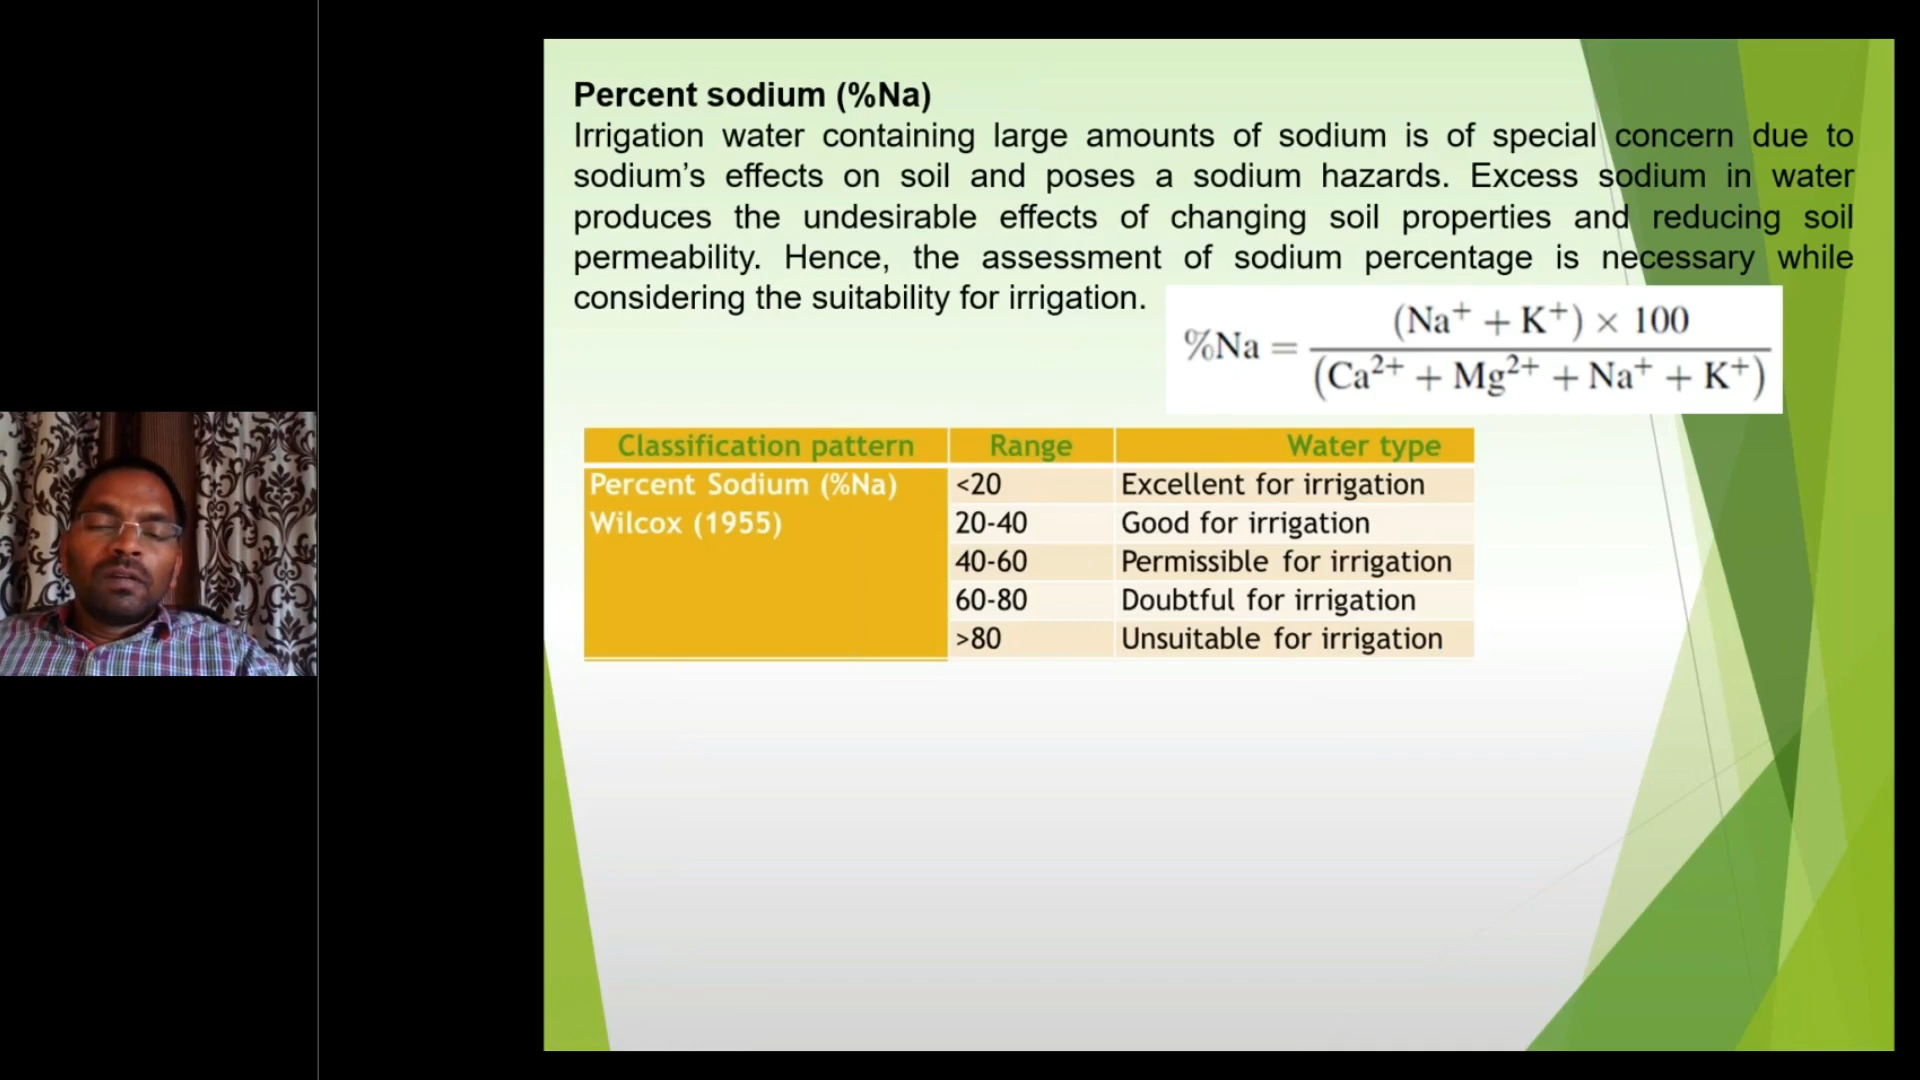 Percent sodium (%Na)
Irrigation water containing large amounts of sodium is of special concern due to
sodium’s effects on soil and poses a sodium hazards. Excess sodium in water
produces the undesirable effects of changing soil properties and reducing soil
permeability. Hence, the assessment of sodium percentage is necessary while
considering the suitability for irrigation.
%Na = (Na⁺ + K⁺) × 100 / (Ca²⁺ + Mg²⁺ + Na⁺ + K⁺)
Classification pattern Range Water type
Percent Sodium (%Na) <20 Excellent for irrigation
Wilcox (1955) 20-40 Good for irrigation
40-60 Permissible for irrigation
60-80 Doubtful for irrigation
>80 Unsuitable for irrigation